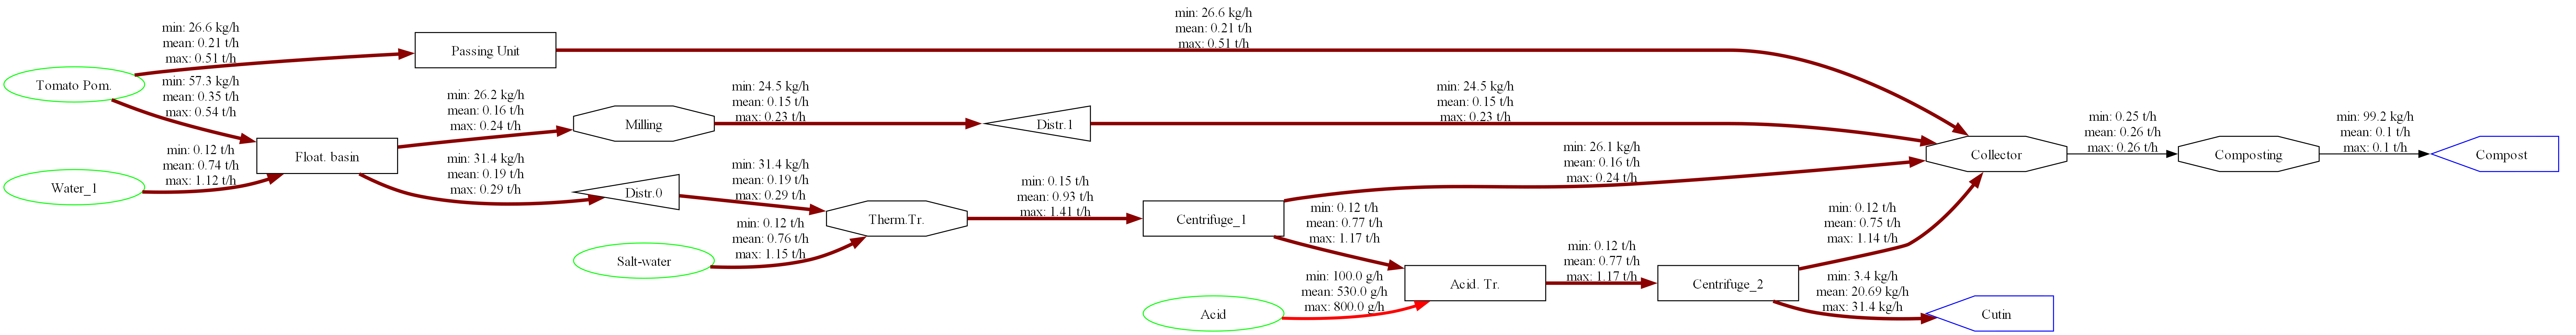 min: 26.6 kg/h
mean: 0.21 t/h
max: 0.51 t/h
Passing Unit
min: 26.6 kg/h
mean: 0.21 t/h
max: 0.51 t/h
Tomato Pom.
min: 57.3 kg/h
mean: 0.35 t/h
max: 0.54 t/h
min: 26.2 kg/h
mean: 0.16 t/h
max: 0.24 t/h
Milling
min: 24.5 kg/h
mean: 0.15 t/h
max: 0.23 t/h
Distr.1
min: 24.5 kg/h
mean: 0.15 t/h
max: 0.23 t/h
Water_1
min: 0.12 t/h
mean: 0.74 t/h
max: 1.12 t/h
Float. basin
min: 31.4 kg/h
mean: 0.19 t/h
max: 0.29 t/h
Distr.0
min: 31.4 kg/h
mean: 0.19 t/h
max: 0.29 t/h
Salt-water
min: 0.12 t/h
mean: 0.76 t/h
max: 1.15 t/h
Therm.Tr.
min: 0.15 t/h
mean: 0.93 t/h
max: 1.41 t/h
Centrifuge_1
min: 26.1 kg/h
mean: 0.16 t/h
max: 0.24 t/h
min: 0.12 t/h
mean: 0.77 t/h
max: 1.17 t/h
Acid
min: 100.0 g/h
mean: 530.0 g/h
max: 800.0 g/h
Acid. Tr.
min: 0.12 t/h
mean: 0.77 t/h
max: 1.17 t/h
Centrifuge_2
min: 0.12 t/h
mean: 0.75 t/h
max: 1.14 t/h
min: 3.4 kg/h
mean: 20.69 kg/h
max: 31.4 kg/h
Cutin
Collector
min: 0.25 t/h
mean: 0.26 t/h
max: 0.26 t/h
Composting
min: 99.2 kg/h
mean: 0.1 t/h
max: 0.1 t/h
Compost